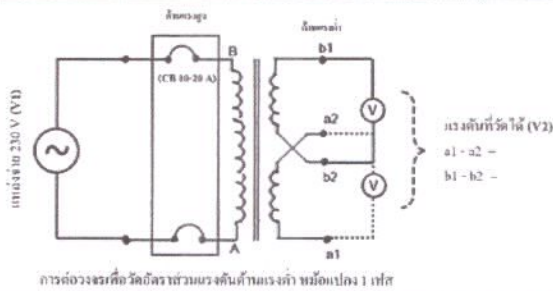 ด้านแรงสูง
ด้านแรงต่ำ
B
b1
(CB 10-20 A)
แหล่งจ่าย 230 V (V1)
V
a2
แรงดันที่วัดได้ (V2)
a1 - a2 =
b2
b1 - b2 =
V
A
a1
การต่อวงจรเพื่อวัดอัตราส่วนแรงดันด้านแรงต่ำ หม้อแปลง 1 เฟส